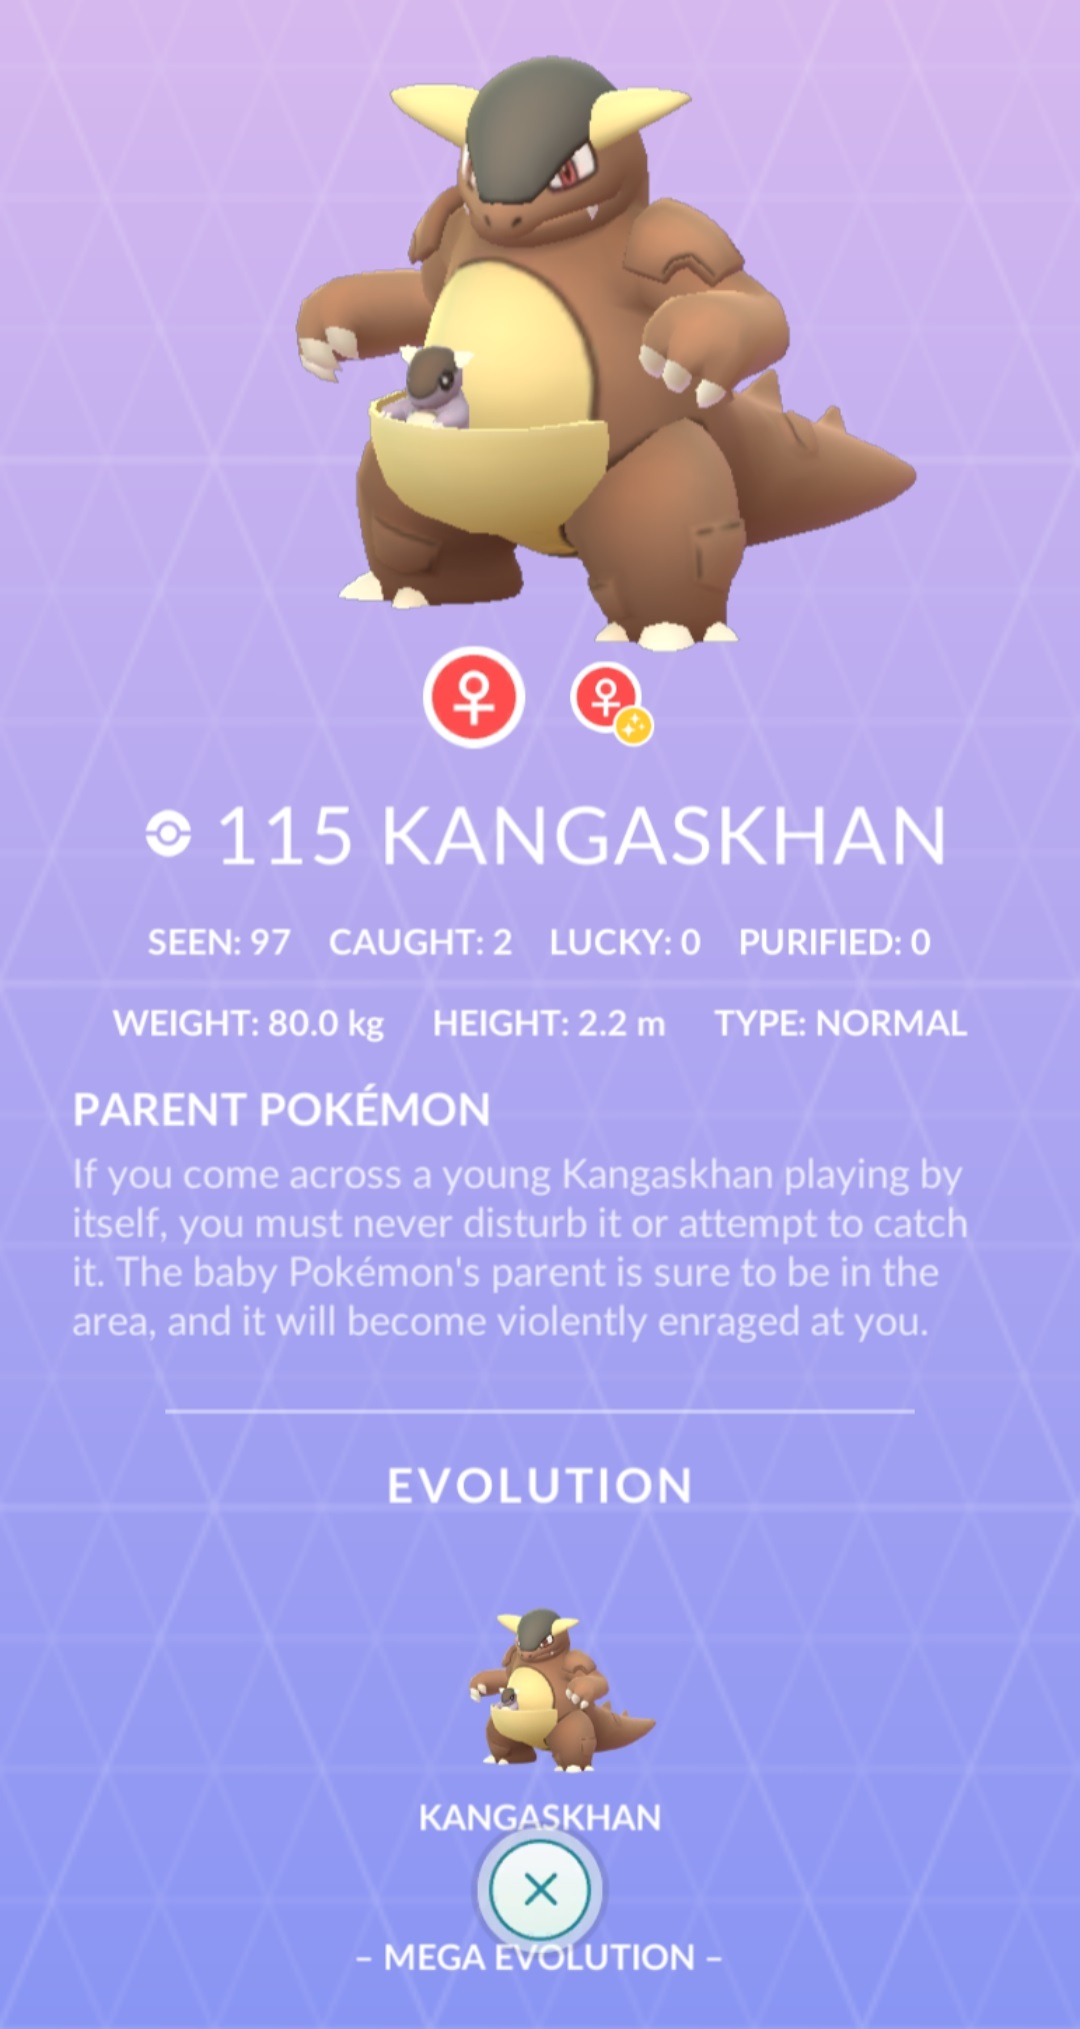 115 KANGASKHAN
SEEN: 97 CAUGHT: 2 LUCKY: 0 PURIFIED: 0
WEIGHT: 80.0 kg HEIGHT: 2.2 m TYPE: NORMAL
PARENT POKÉMON
If you come across a young Kangaskhan playing by
itself, you must never disturb it or attempt to catch
it. The baby Pokémon's parent is sure to be in the
area, and it will become violently enraged at you.
EVOLUTION
KANGASKHAN
– MEGA EVOLUTION –